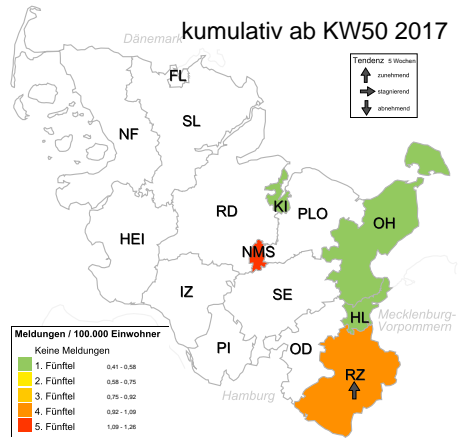 kumulativ ab KW50 2017
Dänemark
Tendenz 5 Wochen
zunehmend
stagnierend
abnehmend
FL
NF
SL
KI
RD
PLO
OH
HEI
NMS
IZ
SE
HL
Mecklenburg-
Vorpommern
PI
OD
RZ
Hamburg
Meldungen / 100.000 Einwohner
Keine Meldungen
1. Fünftel 0,41 - 0,58
2. Fünftel 0,58 - 0,75
3. Fünftel 0,75 - 0,92
4. Fünftel 0,92 - 1,09
5. Fünftel 1,09 - 1,26